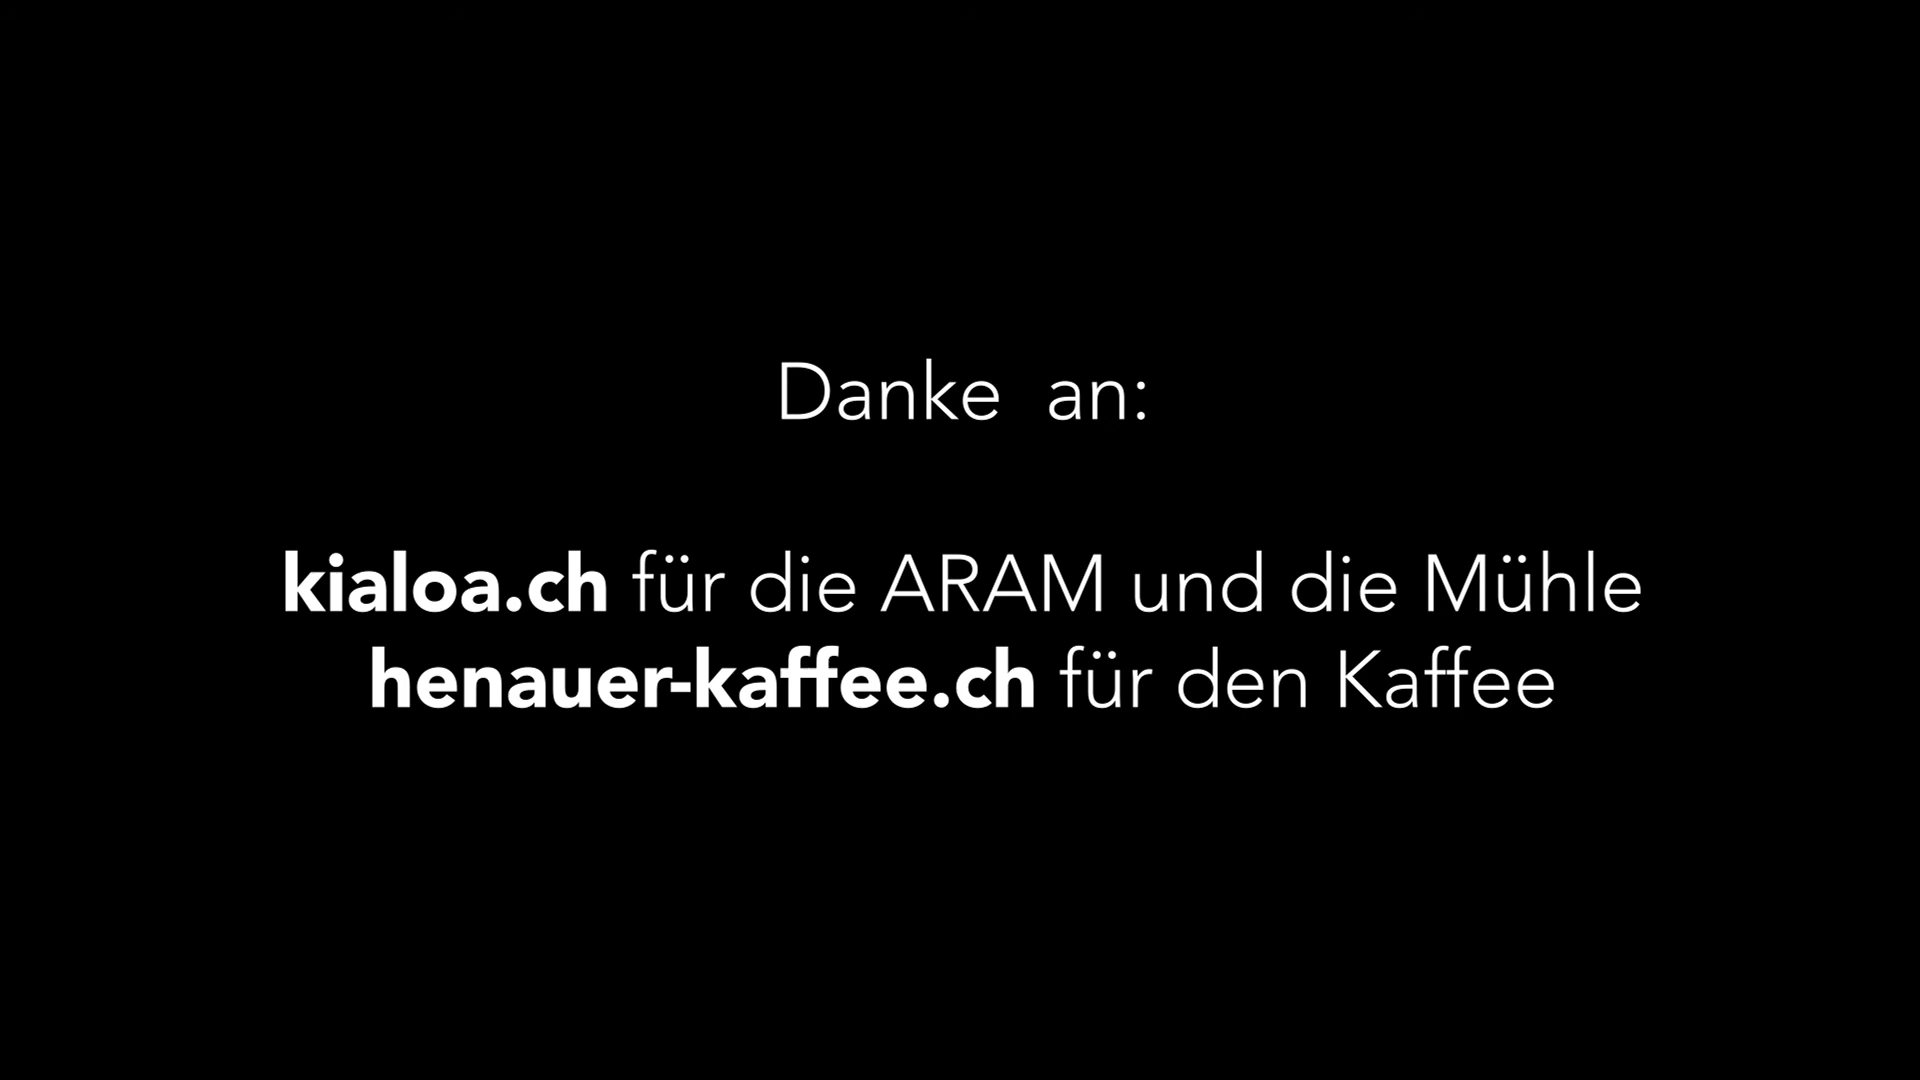 Danke an:
kialoa.ch für die ARAM und die Mühle
henauer-kaffee.ch für den Kaffee